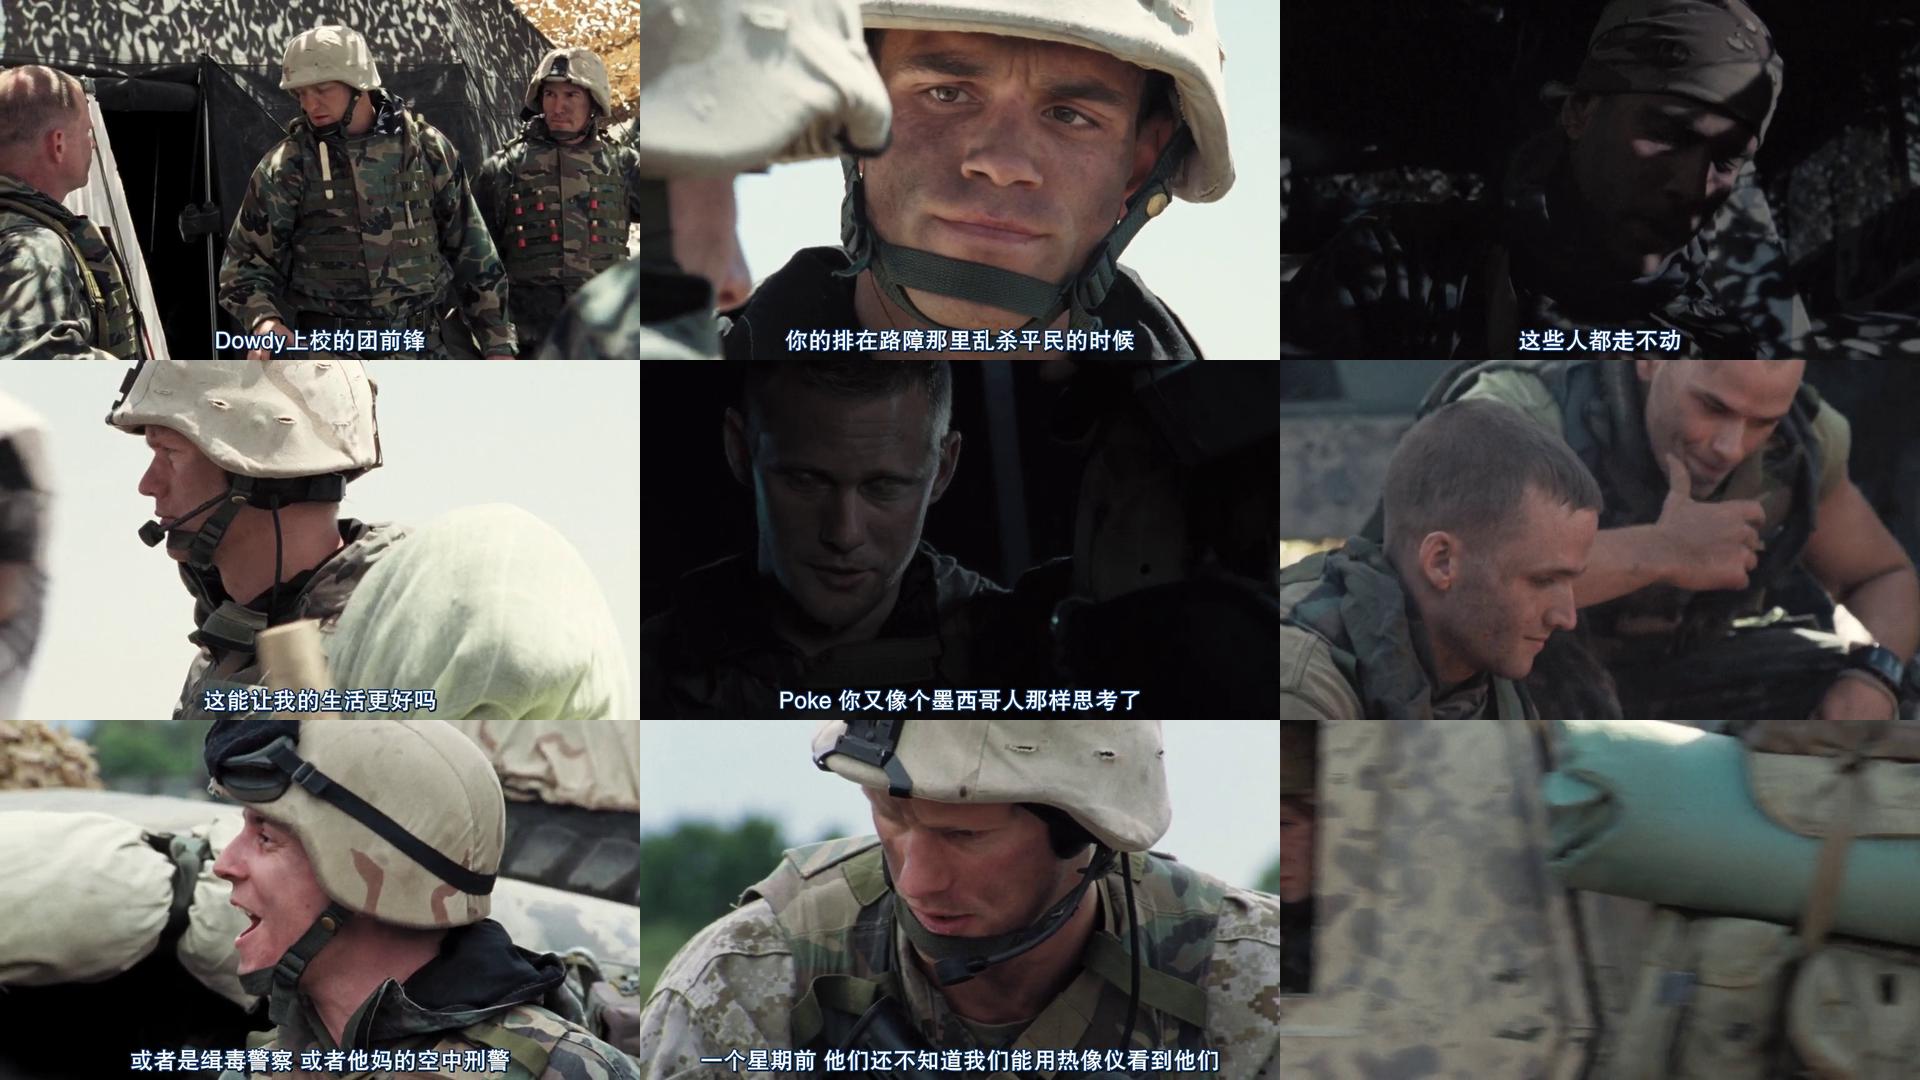 Dowdy上校的团前锋
你的排在路障那里乱杀平民的时候
这些人都走不动
这能让我的生活更好吗
Poke 你又像个墨西哥人那样思考了
或者是缉毒警察 或者他妈的空中刑警
一个星期前 他们还不知道我们能用热像仪看到他们